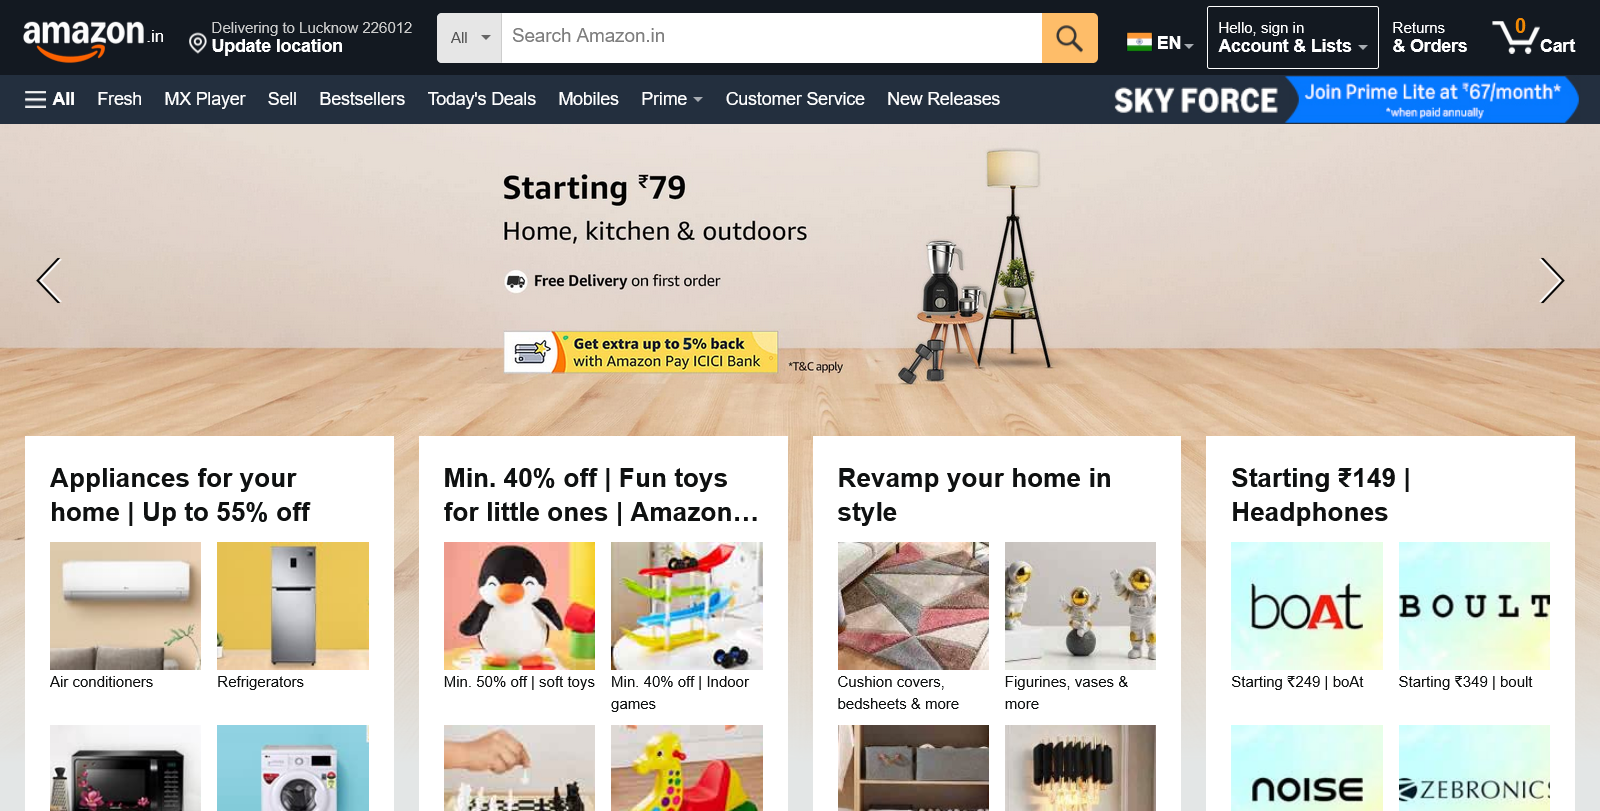 amazon.in
Delivering to Lucknow 226012
Update location
All
Search Amazon.in
EN
Hello, sign in
Account & Lists
Returns
& Orders
0
Cart
All
Fresh
MX Player
Sell
Bestsellers
Today's Deals
Mobiles
Prime
Customer Service
New Releases
SKY FORCE
Join Prime Lite at ₹67/month*
*when paid annually
Starting ₹79
Home, kitchen & outdoors
Free Delivery on first order
Get extra up to 5% back
with Amazon Pay ICICI Bank
*T&C apply
Appliances for your
home | Up to 55% off
Air conditioners
Refrigerators
Min. 40% off | Fun toys
for little ones | Amazon…
Min. 50% off | soft toys
Min. 40% off | Indoor
games
Revamp your home in
style
Cushion covers,
bedsheets & more
Figurines, vases &
more
Starting ₹149 |
Headphones
boAt
BOULT
Starting ₹249 | boAt
Starting ₹349 | boult
NOISE
ZEBRONICS